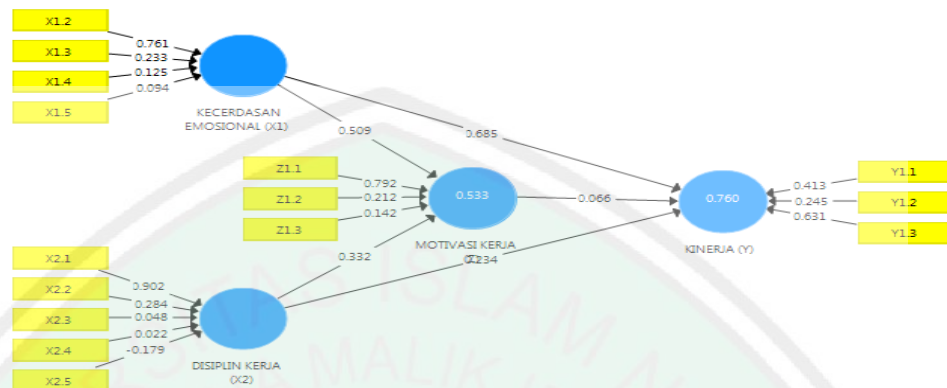 X1.2
X1.3
X1.4
X1.5
0.761
0.233
0.125
0.094
KECERDASAN
EMOSIONAL (X1)
0.509
0.685
Z1.1
Z1.2
Z1.3
0.792
0.212
0.142
0.533
MOTIVASI KERJA
0.066
0.760
KINERJA (Y)
0.413
0.245
0.631
Y1.1
Y1.2
Y1.3
0.332
0.234
X2.1
X2.2
X2.3
X2.4
X2.5
0.902
0.284
0.048
0.022
-0.179
DISIPLIN KERJA
(X2)
ISLAM
MALIK